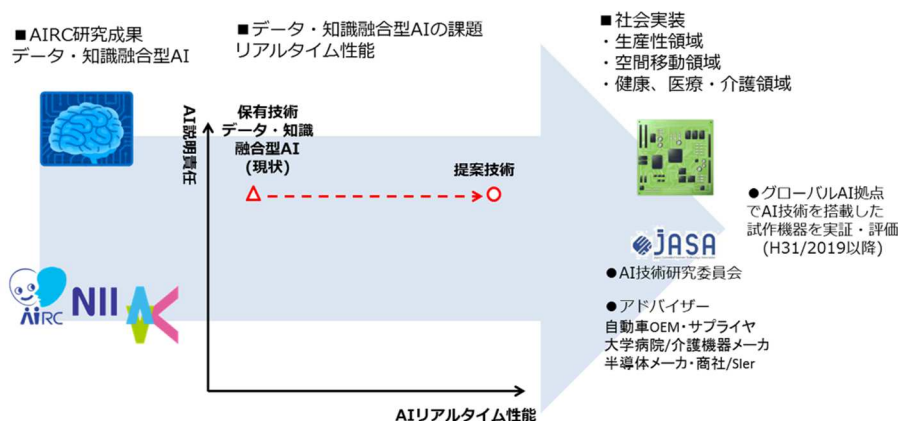 ■AIRC研究成果
データ・知識融合型AI
■データ・知識融合型AIの課題
リアルタイム性能
■社会実装
・生産性領域
・空間移動領域
・健康、医療・介護領域
AI説明責任
保有技術
データ・知識
融合型AI
(現状)
提案技術
AIリアルタイム性能
AIRC
NII
JASA
●AI技術研究委員会
●アドバイザー
自動車OEM・サプライヤ
大学病院/介護機器メーカ
半導体メーカ・商社/SIer
●グローバルAI拠点
でAI技術を搭載した
試作機器を実証・評価
(H31/2019以降)